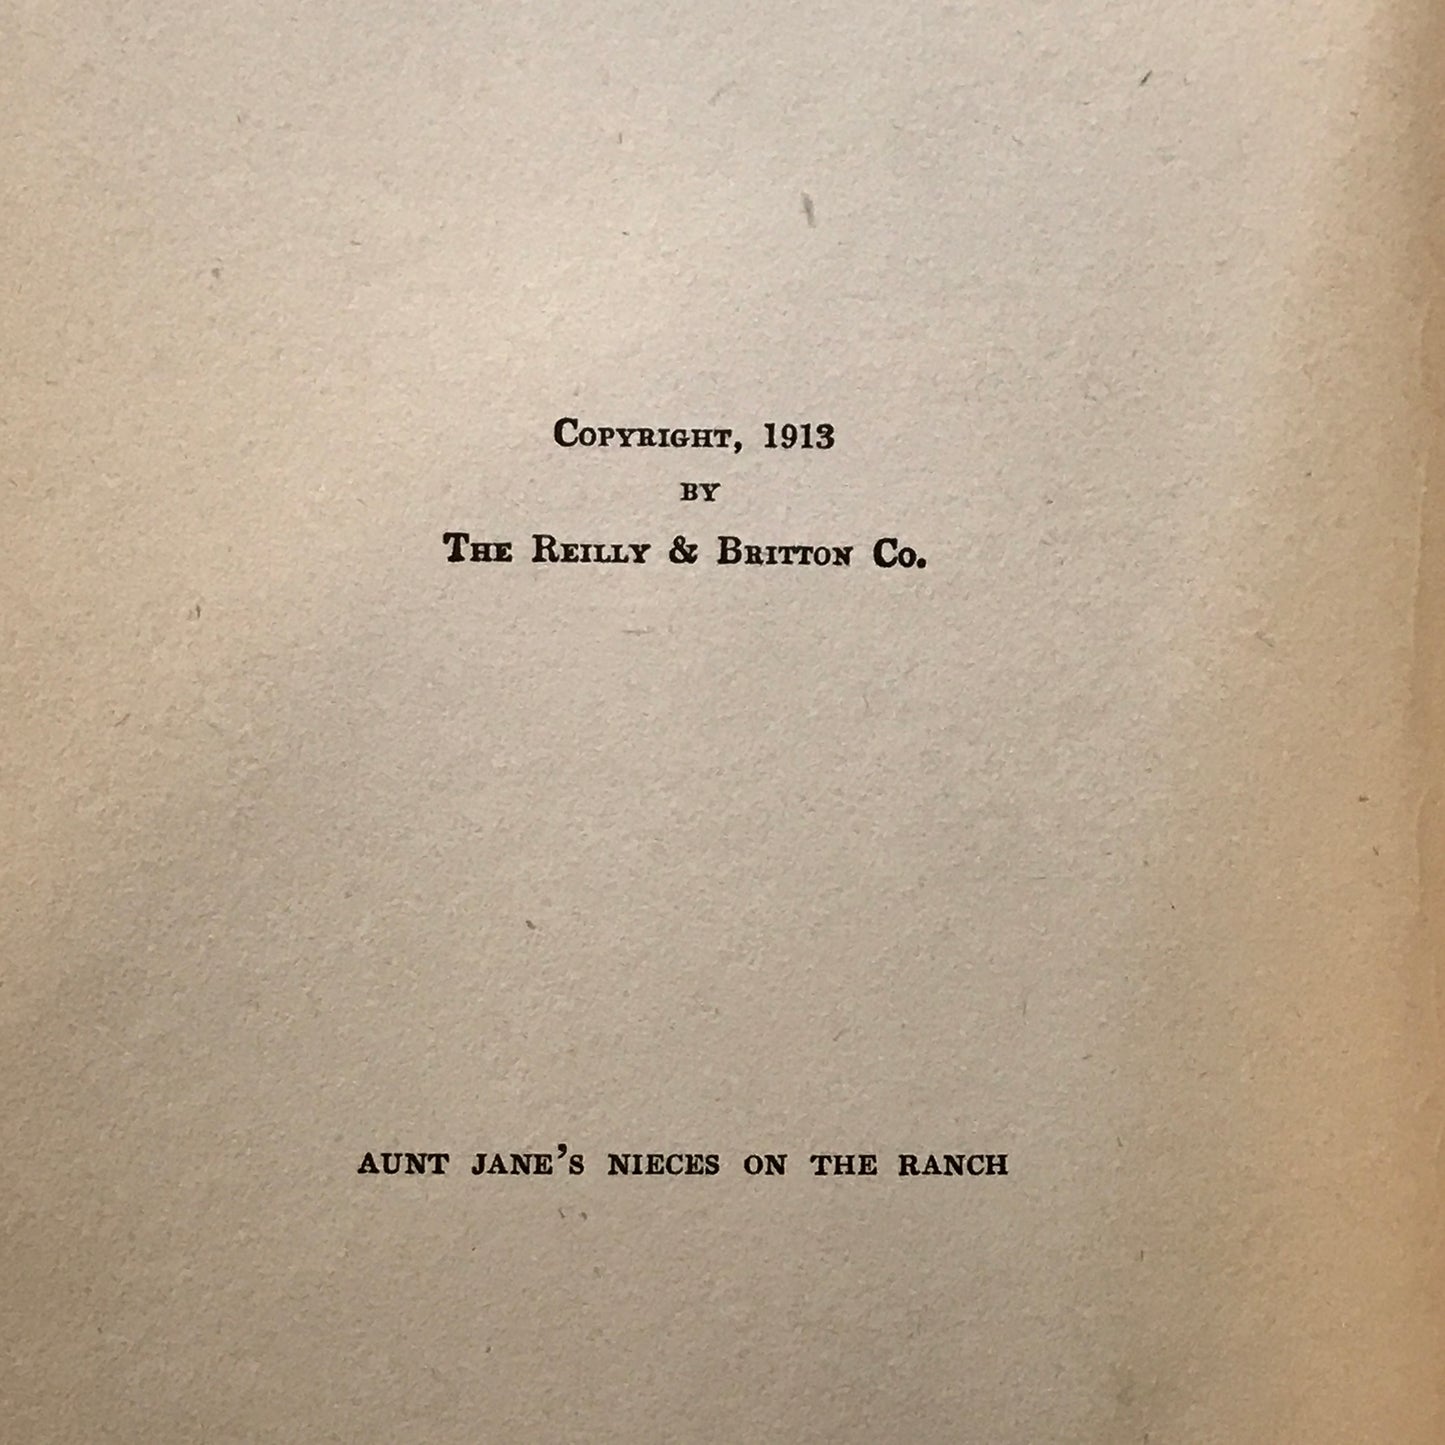 Copyright, 1913
by
The Reilly & Britton Co.
AUNT JANE'S NIECES ON THE RANCH